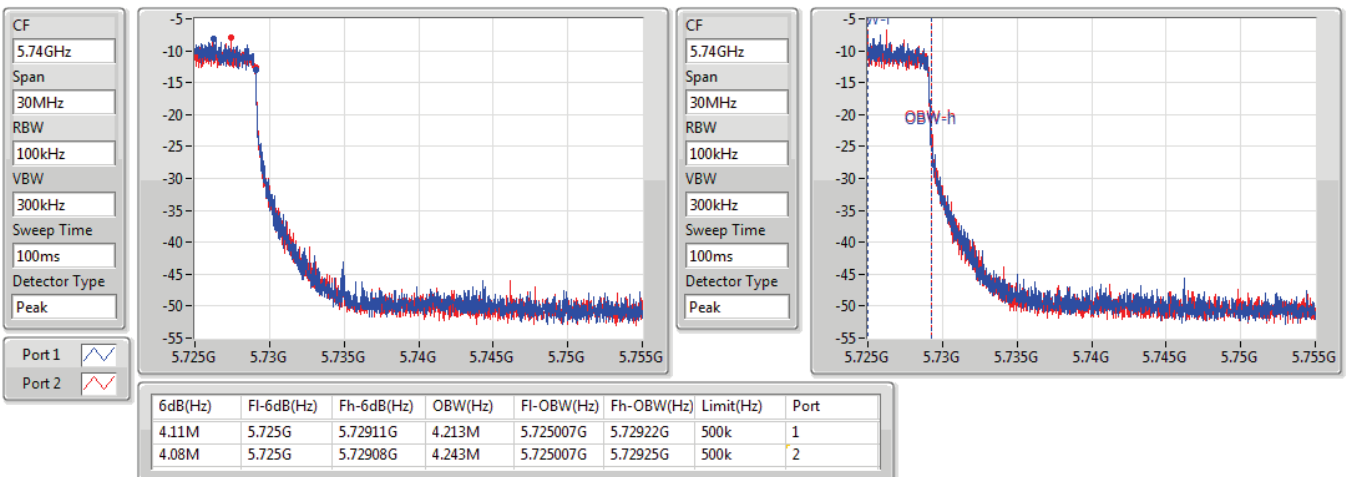 CF
5.74GHz
Span
30MHz
RBW
100kHz
VBW
300kHz
Sweep Time
100ms
Detector Type
Peak
Port 1
Port 2
-5
-10
-15
-20
-25
-30
-35
-40
-45
-50
-55
5.725G 5.73G 5.735G 5.74G 5.745G 5.75G 5.755G
CF
5.74GHz
Span
30MHz
RBW
100kHz
VBW
300kHz
Sweep Time
100ms
Detector Type
Peak
-5
-10
-15
-20
-25
-30
-35
-40
-45
-50
-55
OBW-h
5.725G 5.73G 5.735G 5.74G 5.745G 5.75G 5.755G
6dB(Hz) Fl-6dB(Hz) Fh-6dB(Hz) OBW(Hz) Fl-OBW(Hz) Fh-OBW(Hz) Limit(Hz) Port
4.11M 5.725G 5.72911G 4.213M 5.725007G 5.72922G 500k 1
4.08M 5.725G 5.72908G 4.243M 5.725007G 5.72925G 500k 2